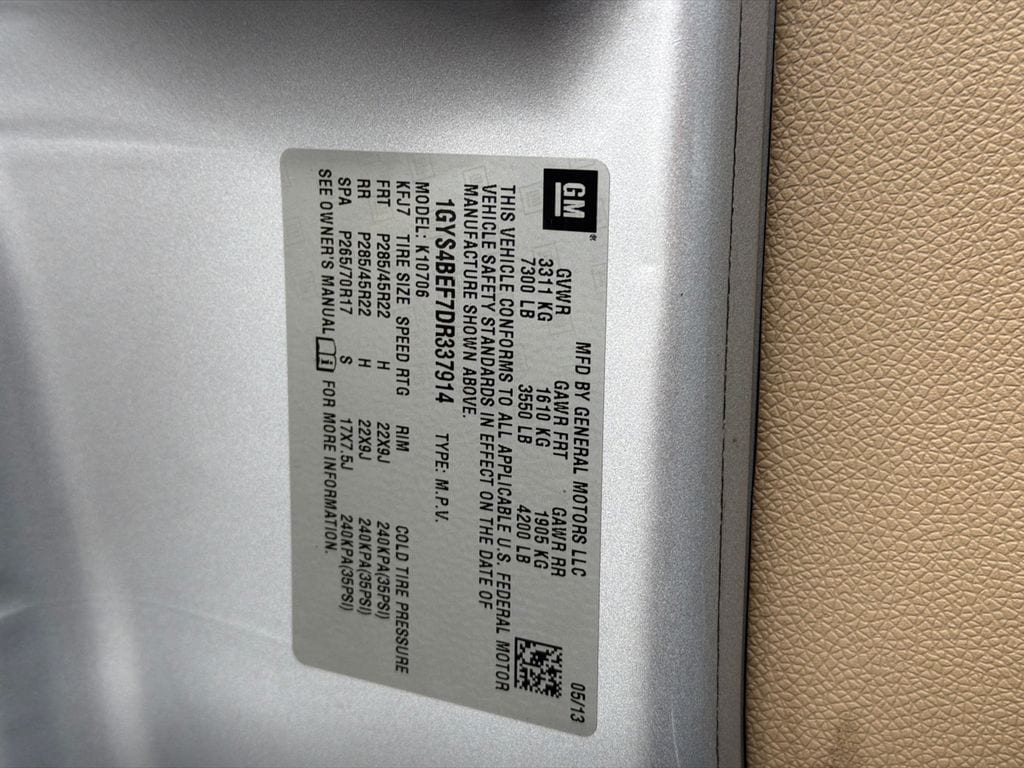 GM®
MFD BY GENERAL MOTORS LLC 05/13
GVWR GAWR FRT GAWR RR
3311 KG 1610 KG 1905 KG
7300 LB 3550 LB 4200 LB
THIS VEHICLE CONFORMS TO ALL APPLICABLE U.S. FEDERAL MOTOR
VEHICLE SAFETY STANDARDS IN EFFECT ON THE DATE OF
MANUFACTURE SHOWN ABOVE.
1GYS4BEF7DR337914 TYPE: M.P.V.
MODEL: K10706
KFJ7 TIRE SIZE SPEED RTG RIM COLD TIRE PRESSURE
FRT P285/45R22 H 22X9J 240KPA(35PSI)
RR P285/45R22 H 22X9J 240KPA(35PSI)
SPA P265/70R17 S 17X7.5J 240KPA(35PSI)
SEE OWNER'S MANUAL FOR MORE INFORMATION.